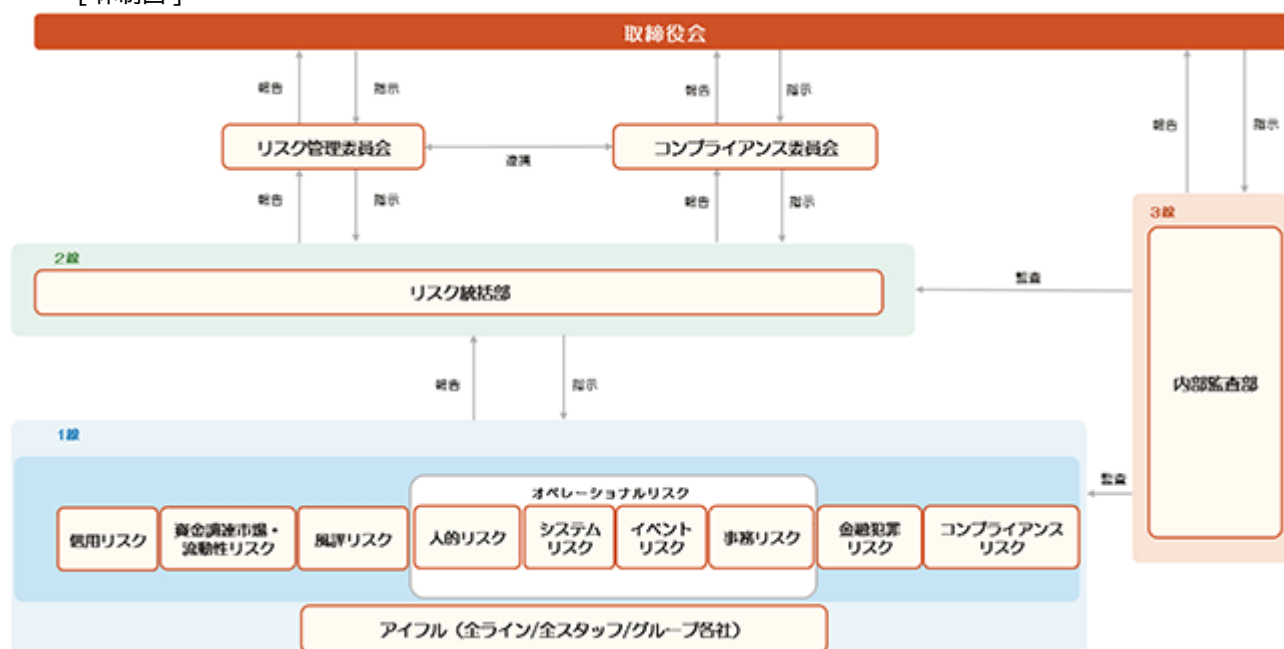 [ 体制図 ]
取締役会
報告
指示
報告
指示
報告
指示
リスク管理委員会
連携
コンプライアンス委員会
報告
指示
報告
指示
3線
2線
リスク統括部
監査
内部監査部
報告
指示
1線
監査
オペレーショナルリスク
信用リスク
資金調達市場・
流動性リスク
風評リスク
人的リスク
システム
リスク
イベント
リスク
事務リスク
金融犯罪
リスク
コンプライアンス
リスク
アイフル（全ライン/全スタッフ/グループ各社）